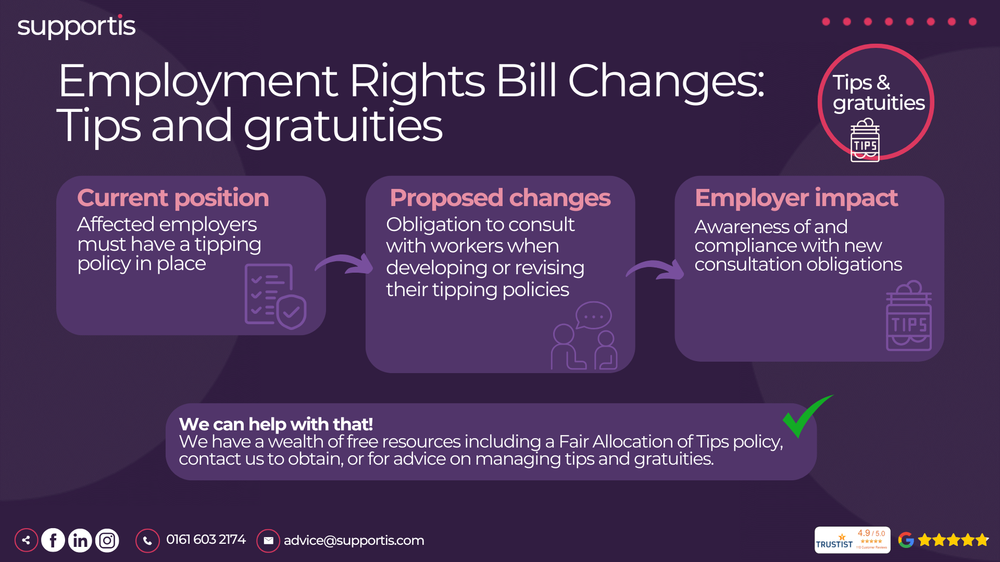 supportis
Employment Rights Bill Changes:
Tips and gratuities
Tips &
gratuities
TIPS
Current position
Affected employers
must have a tipping
policy in place
Proposed changes
Obligation to consult
with workers when
developing or revising
their tipping policies
Employer impact
Awareness of and
compliance with new
consultation obligations
TIPS
We can help with that!
We have a wealth of free resources including a Fair Allocation of Tips policy,
contact us to obtain, or for advice on managing tips and gratuities.
0161 603 2174
advice@supportis.com
TRUSTIST
4.9 / 5.0
Customer Reviews